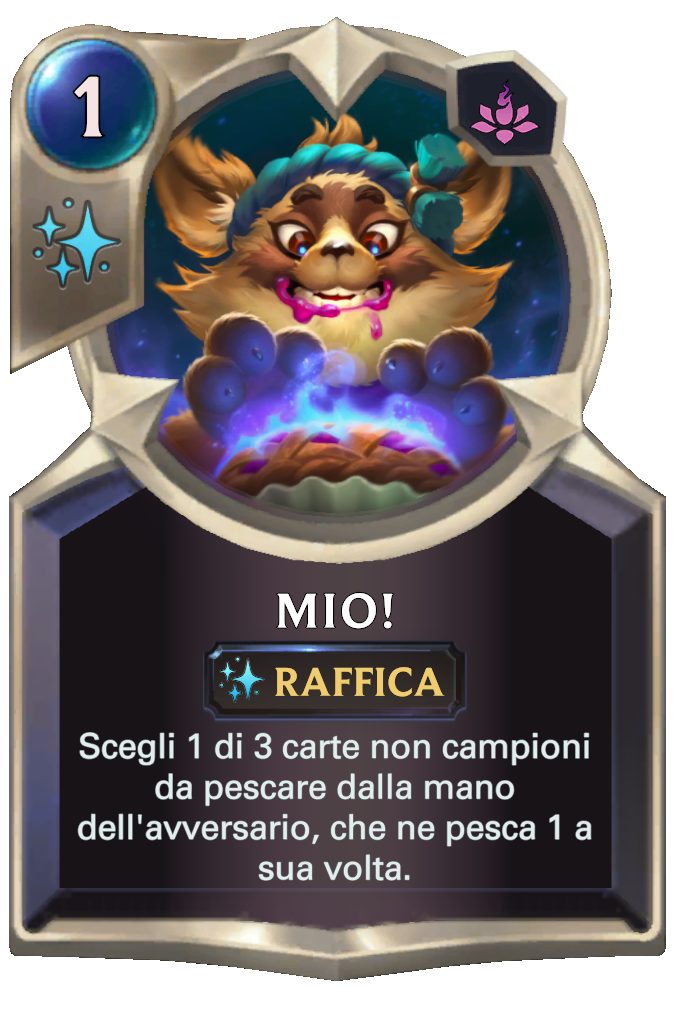 1
MIO!
RAFFICA
Scegli 1 di 3 carte non campioni
da pescare dalla mano
dell'avversario, che ne pesca 1 a
sua volta.